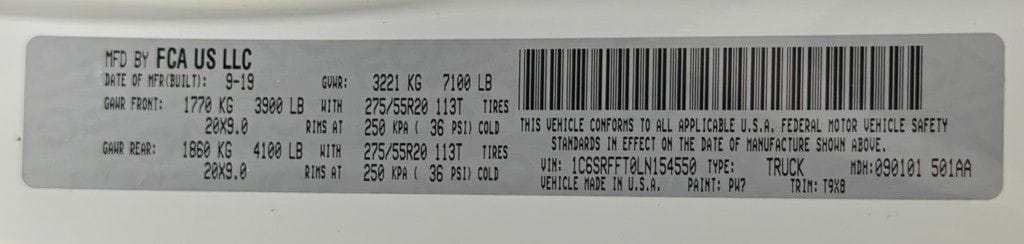 MFD BY FCA US LLC
DATE OF MFR(BUILT): 9-19 GVWR: 3221 KG 7100 LB
GAWR FRONT: 1770 KG 3900 LB WITH 275/55R20 113T TIRES
20X9.0 RIMS AT 250 KPA ( 36 PSI) COLD
GAWR REAR: 1860 KG 4100 LB WITH 275/55R20 113T TIRES
20X9.0 RIMS AT 250 KPA ( 36 PSI) COLD
THIS VEHICLE CONFORMS TO ALL APPLICABLE U.S.A. FEDERAL MOTOR VEHICLE SAFETY
STANDARDS IN EFFECT ON THE DATE OF MANUFACTURE SHOWN ABOVE.
VIN: 1C6SRFFT0LN154550 TYPE: TRUCK MDH:090101 501AA
VEHICLE MADE IN U.S.A. PAINT: PW7 TRIM: T9X8